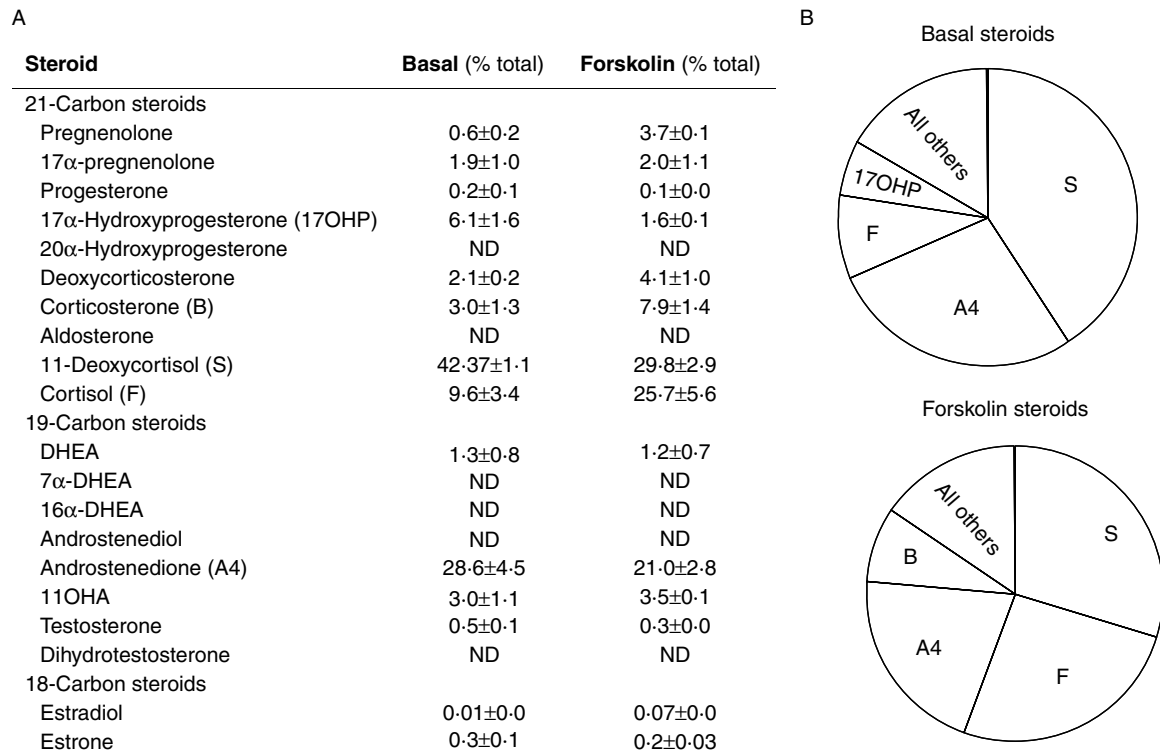 A
Steroid Basal (% total) Forskolin (% total)
21-Carbon steroids
Pregnenolone 0·6±0·2 3·7±0·1
17α-pregnenolone 1·9±1·0 2·0±1·1
Progesterone 0·2±0·1 0·1±0·0
17α-Hydroxyprogesterone (17OHP) 6·1±1·6 1·6±0·1
20α-Hydroxyprogesterone ND ND
Deoxycorticosterone 2·1±0·2 4·1±1·0
Corticosterone (B) 3·0±1·3 7·9±1·4
Aldosterone ND ND
11-Deoxycortisol (S) 42·37±1·1 29·8±2·9
Cortisol (F) 9·6±3·4 25·7±5·6
19-Carbon steroids
DHEA 1·3±0·8 1·2±0·7
7α-DHEA ND ND
16α-DHEA ND ND
Androstenediol ND ND
Androstenedione (A4) 28·6±4·5 21·0±2·8
11OHA 3·0±1·1 3·5±0·1
Testosterone 0·5±0·1 0·3±0·0
Dihydrotestosterone ND ND
18-Carbon steroids
Estradiol 0·01±0·0 0·07±0·0
Estrone 0·3±0·1 0·2±0·03
B
Basal steroids
All others
S
17OHP
F
A4
Forskolin steroids
All others
S
B
A4
F